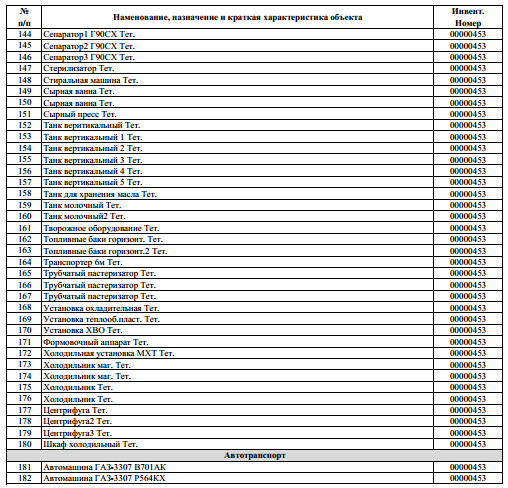 № п/п Наименование, назначение и краткая характеристика объекта Инвент. Номер
144 Сепаратор1 Г90СХ Тет. 00000453
145 Сепаратор2 Г90СХ Тет. 00000453
146 Сепаратор3 Г90СХ Тет. 00000453
147 Стерилизатор Тет. 00000453
148 Стиральная машина Тет. 00000453
149 Сырная ванна Тет. 00000453
150 Сырная ванна Тет. 00000453
151 Сырный пресс Тет. 00000453
152 Танк веритикальный Тет. 00000453
153 Танк вертикальный 1 Тет. 00000453
154 Танк вертикальный 2 Тет. 00000453
155 Танк вертикальный 3 Тет. 00000453
156 Танк вертикальный 4 Тет. 00000453
157 Танк вертикальный 5 Тет. 00000453
158 Танк для хранения масла Тет. 00000453
159 Танк молочный Тет. 00000453
160 Танк молочный2 Тет. 00000453
161 Творожное оборудование Тет. 00000453
162 Топливные баки горизонт. Тет. 00000453
163 Топливные баки горизонт.2 Тет. 00000453
164 Транспортер 6м Тет. 00000453
165 Трубчатый пастеризатор Тет. 00000453
166 Трубчатый пастеризатор Тет. 00000453
167 Трубчатый пастеризатор Тет. 00000453
168 Установка охладительная Тет. 00000453
169 Установка теплооб.пласт. Тет. 00000453
170 Установка ХВО Тет. 00000453
171 Формовочный аппарат Тет. 00000453
172 Холодильная установка МХТ Тет. 00000453
173 Холодильник маг. Тет. 00000453
174 Холодильник маг. Тет. 00000453
175 Холодильник Тет. 00000453
176 Холодильник Тет. 00000453
177 Центрифуга Тет. 00000453
178 Центрифуга2 Тет. 00000453
179 Центрифуга3 Тет. 00000453
180 Шкаф холодильный Тет. 00000453
Автотранспорт
181 Автомашина ГАЗ-3307 В701АК 00000453
182 Автомашина ГАЗ-3307 Р564КХ 00000453